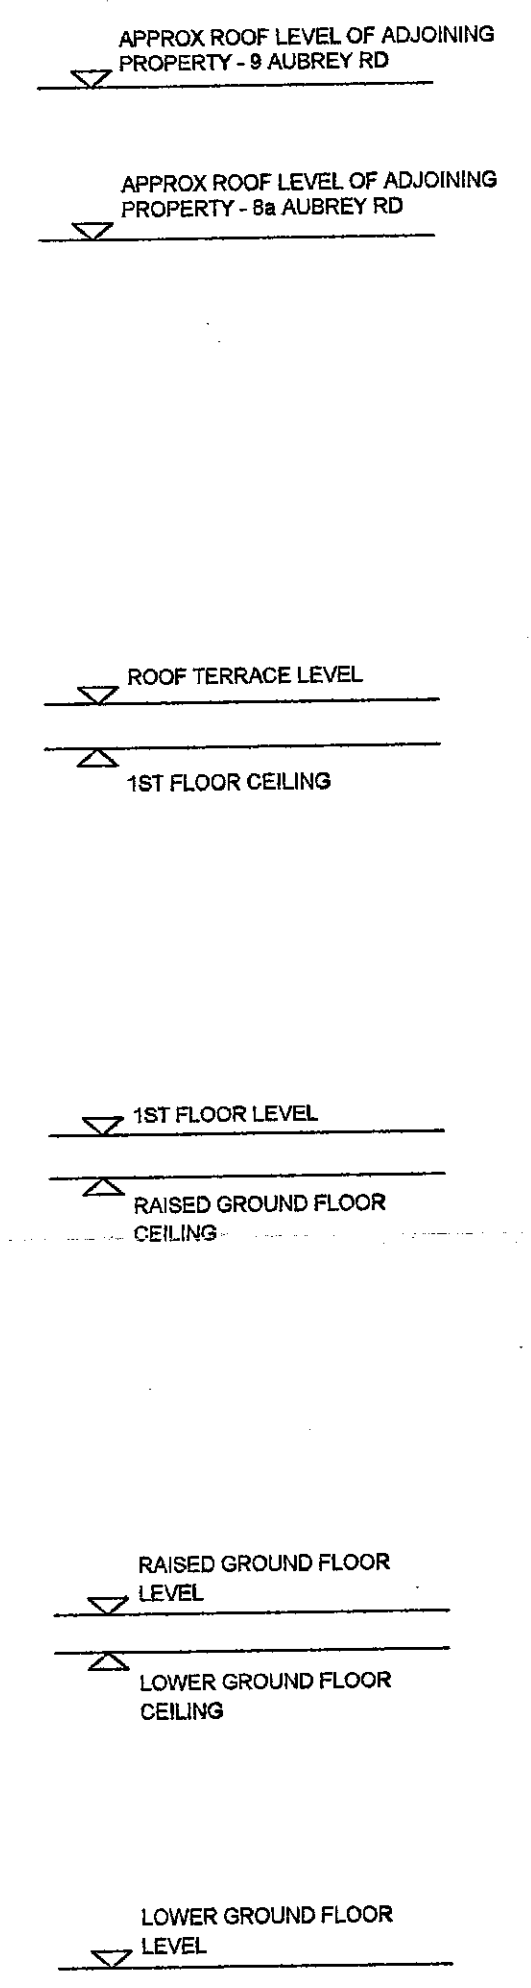 APPROX ROOF LEVEL OF ADJOINING
PROPERTY - 9 AUBREY RD
APPROX ROOF LEVEL OF ADJOINING
PROPERTY - 8a AUBREY RD
ROOF TERRACE LEVEL
1ST FLOOR CEILING
1ST FLOOR LEVEL
RAISED GROUND FLOOR
CEILING
RAISED GROUND FLOOR
LEVEL
LOWER GROUND FLOOR
CEILING
LOWER GROUND FLOOR
LEVEL